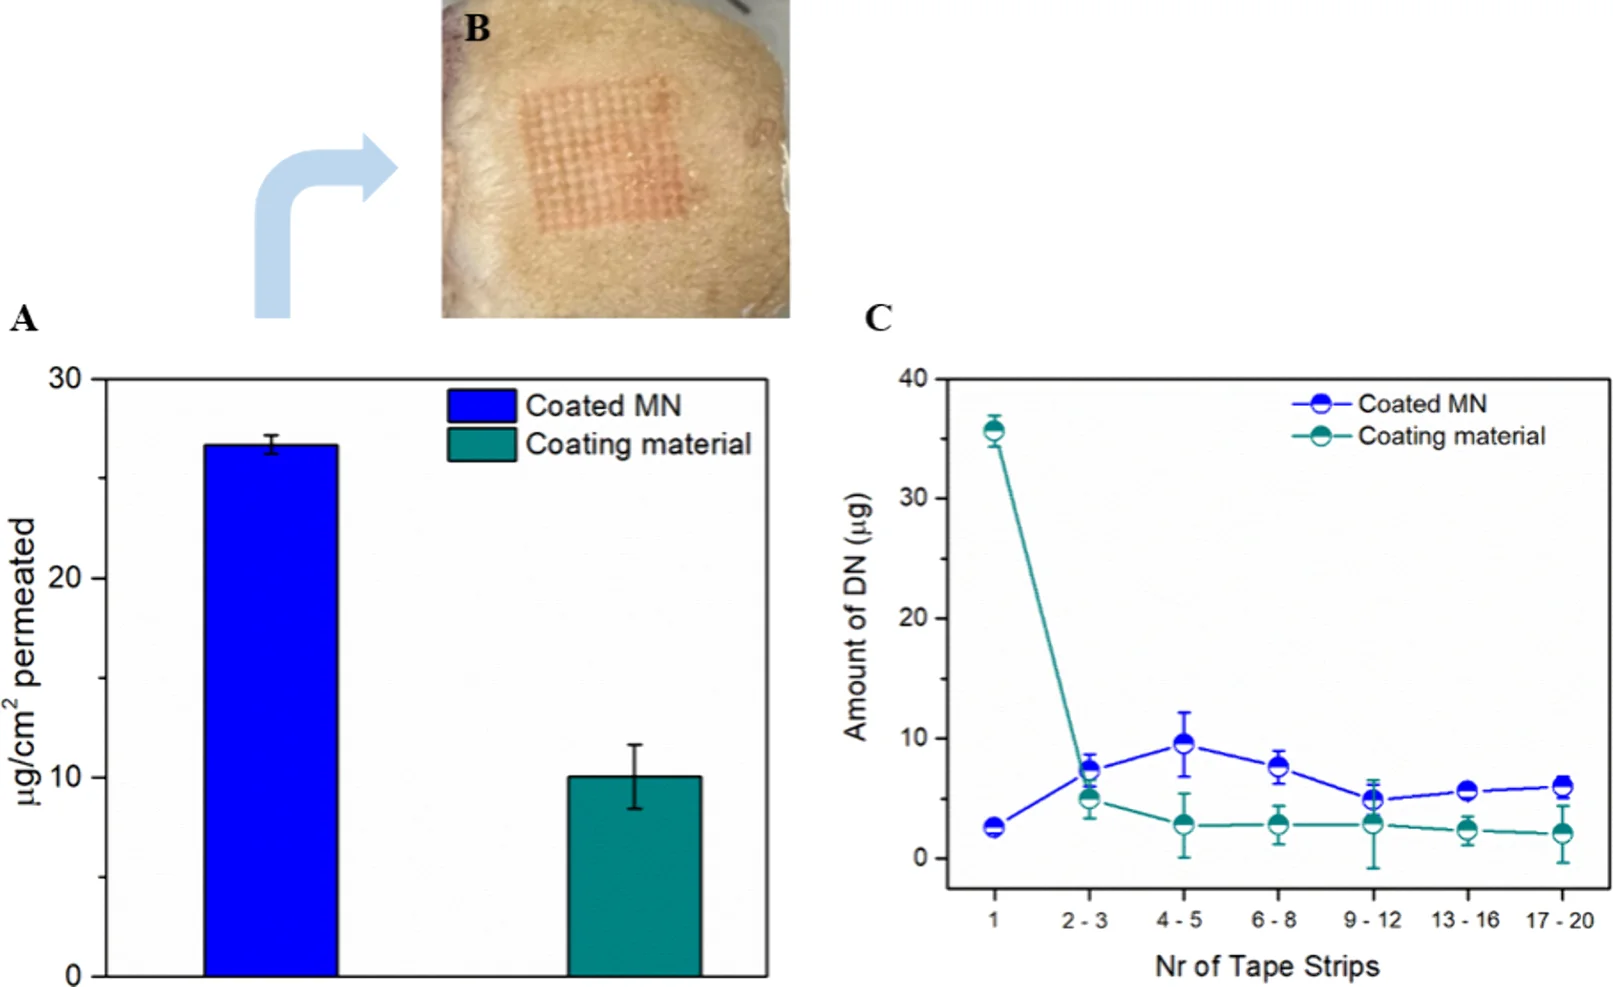 B
A
30
20
10
0
µg/cm² permeated
Coated MN
Coating material
C
40
30
20
10
0
Amount of DN (µg)
Coated MN
Coating material
1 2 - 3 4 - 5 6 - 8 9 - 12 13 - 16 17 - 20
Nr of Tape Strips